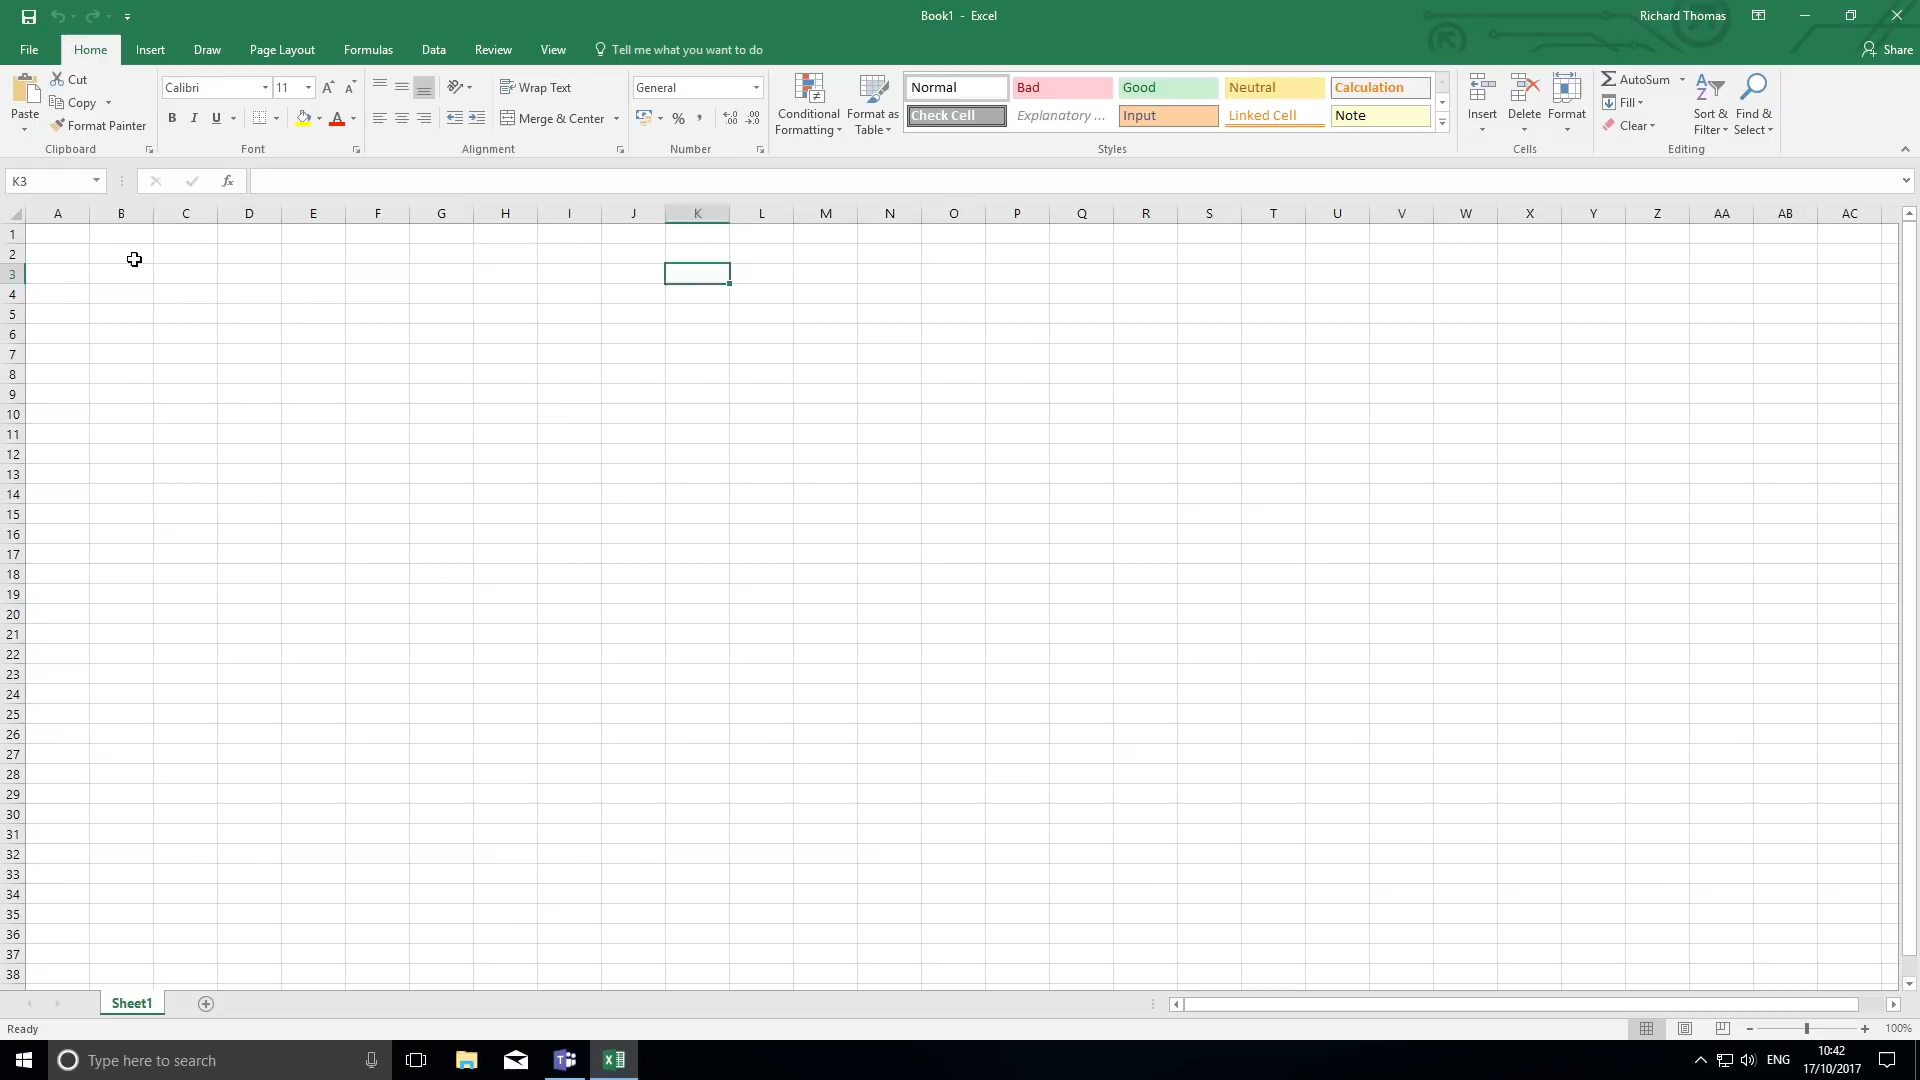 Book1 - Excel
Richard Thomas
File Home Insert Draw Page Layout Formulas Data Review View Tell me what you want to do Share
Paste
Cut
Copy
Format Painter
Clipboard
Calibri 11 A A
B I U A
Font
Wrap Text
Merge & Center
Alignment
General
% , .00 .0
Number
Conditional Formatting
Format as Table
Normal Bad Good Neutral Calculation
Check Cell Explanatory ... Input Linked Cell Note
Styles
Insert Delete Format
Cells
AutoSum
Fill
Clear
Sort & Filter
Find & Select
Editing
K3 fx
A B C D E F G H I J K L M N O P Q R S T U V W X Y Z AA AB AC
1
2
3
4
5
6
7
8
9
10
11
12
13
14
15
16
17
18
19
20
21
22
23
24
25
26
27
28
29
30
31
32
33
34
35
36
37
38
Sheet1
Ready
100%
Type here to search
ENG
10:42
17/10/2017